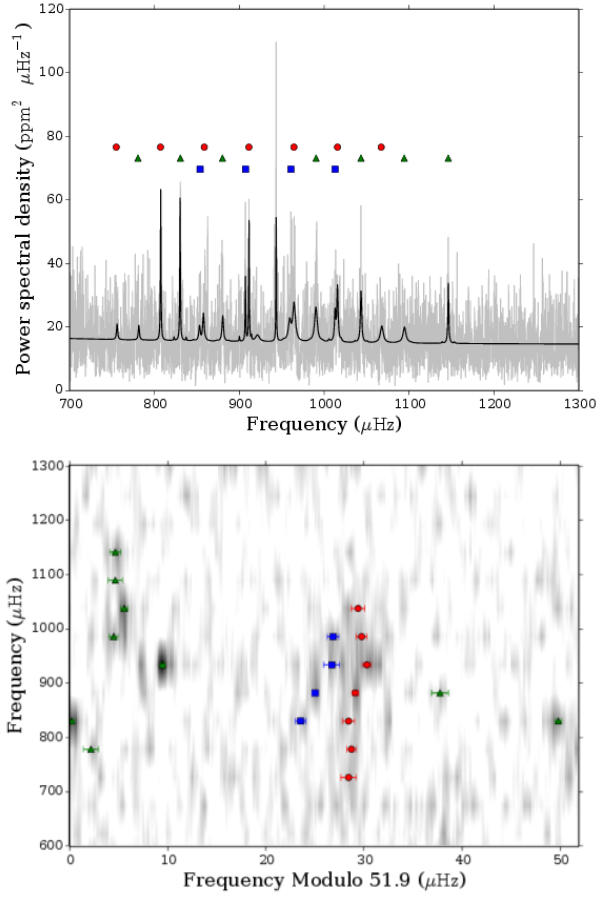 120
100
80
60
40
20
0
Power spectral density (ppm² μHz⁻¹)
700 800 900 1000 1100 1200 1300
Frequency (μHz)
1300
1200
1100
1000
900
800
700
600
Frequency (μHz)
0 10 20 30 40 50
Frequency Modulo 51.9 (μHz)